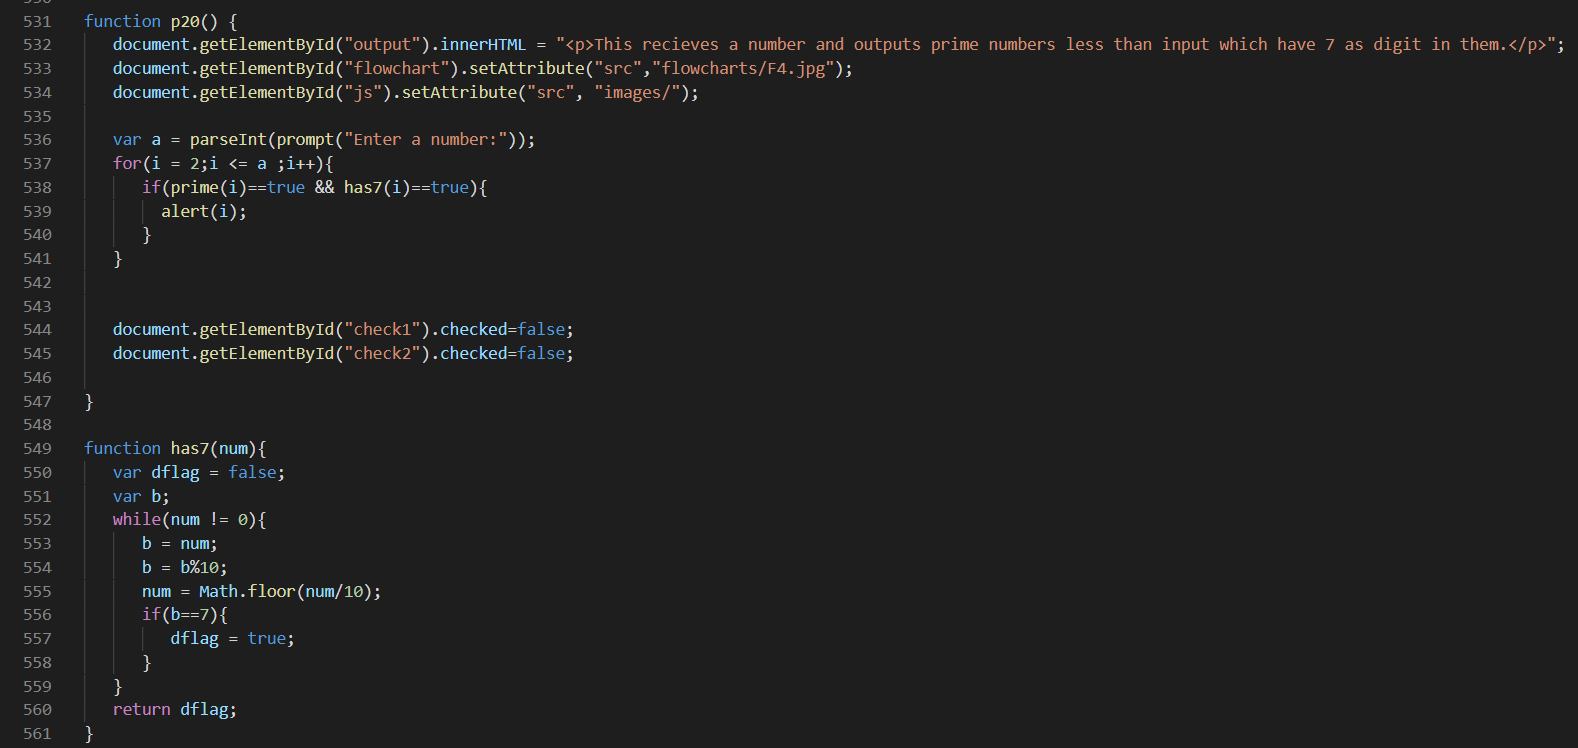 531 function p20() {
532 document.getElementById("output").innerHTML = "<p>This recieves a number and outputs prime numbers less than input which have 7 as digit in them.</p>";
533 document.getElementById("flowchart").setAttribute("src","flowcharts/F4.jpg");
534 document.getElementById("js").setAttribute("src", "images/");
535
536 var a = parseInt(prompt("Enter a number:"));
537 for(i = 2;i <= a ;i++){
538 if(prime(i)==true && has7(i)==true){
539 alert(i);
540 }
541 }
542
543
544 document.getElementById("check1").checked=false;
545 document.getElementById("check2").checked=false;
546
547 }
548
549 function has7(num){
550 var dflag = false;
551 var b;
552 while(num != 0){
553 b = num;
554 b = b%10;
555 num = Math.floor(num/10);
556 if(b==7){
557 dflag = true;
558 }
559 }
560 return dflag;
561 }